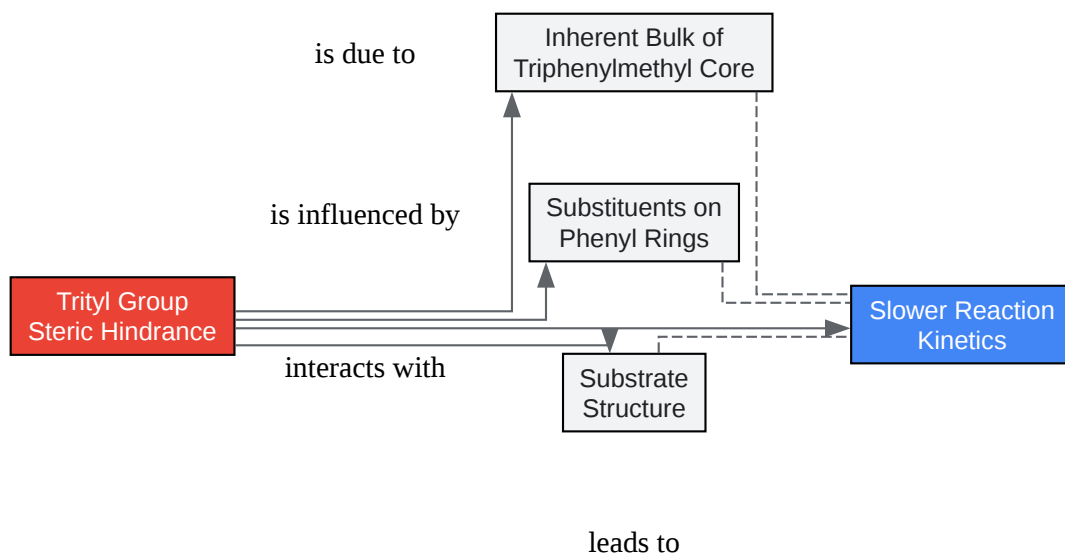 is due to
Inherent Bulk of
Triphenylmethyl Core
is influenced by
Substituents on
Phenyl Rings
Trityl Group
Steric Hindrance
Slower Reaction
Kinetics
interacts with
Substrate
Structure
leads to